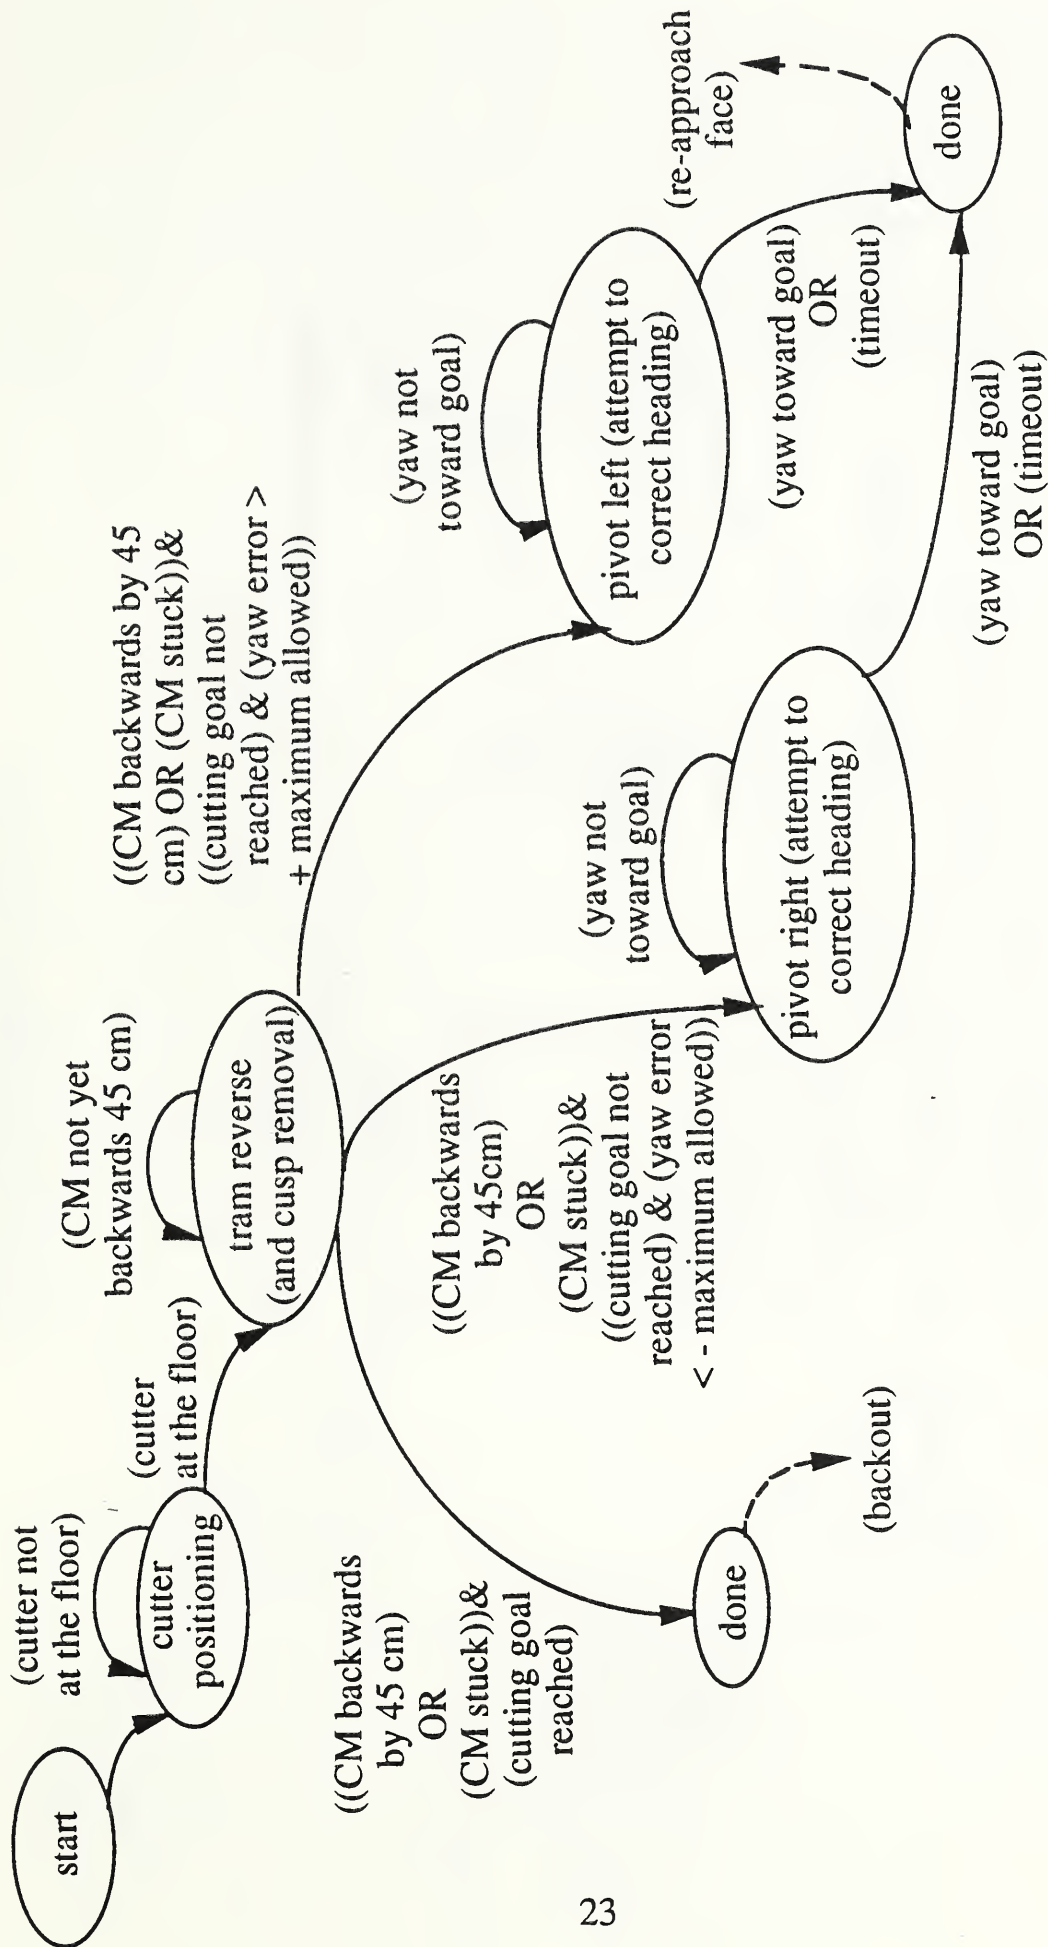 start
(cutter not
at the floor)
cutter
positioning
(cutter
at the floor)
(CM not yet
backwards 45 cm)
tram reverse
(and cusp removal)
((CM backwards by 45
cm) OR (CM stuck))&
((cutting goal not
reached) & (yaw error >
+ maximum allowed))
((CM backwards
by 45 cm)
OR
(CM stuck))&
(cutting goal
reached)
done
(backout)
((CM backwards
by 45cm)
OR
(CM stuck))&
((cutting goal not
reached) & (yaw error
< - maximum allowed))
(yaw not
toward goal)
pivot right (attempt to
correct heading)
(yaw not
toward goal)
pivot left (attempt to
correct heading)
(yaw toward goal)
OR
(timeout)
(yaw toward goal)
OR (timeout)
(re-approach
face)
done
23